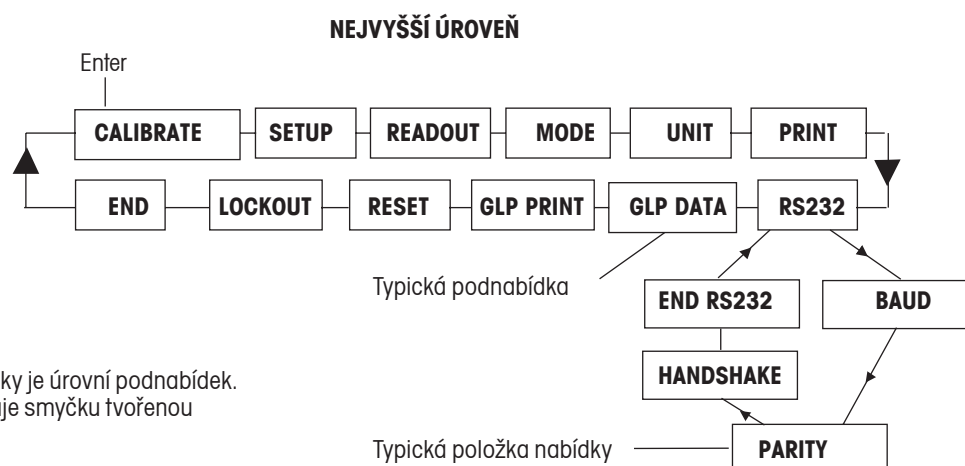 NEJVYŠŠÍ ÚROVEŇ
Enter
CALIBRATE SETUP READOUT MODE UNIT PRINT
END LOCKOUT RESET GLP PRINT GLP DATA RS232
Typická podnabídka
END RS232 BAUD
HANDSHAKE
ky je úrovní podnabídek.
je smyčku tvořenou
Typická položka nabídky PARITY